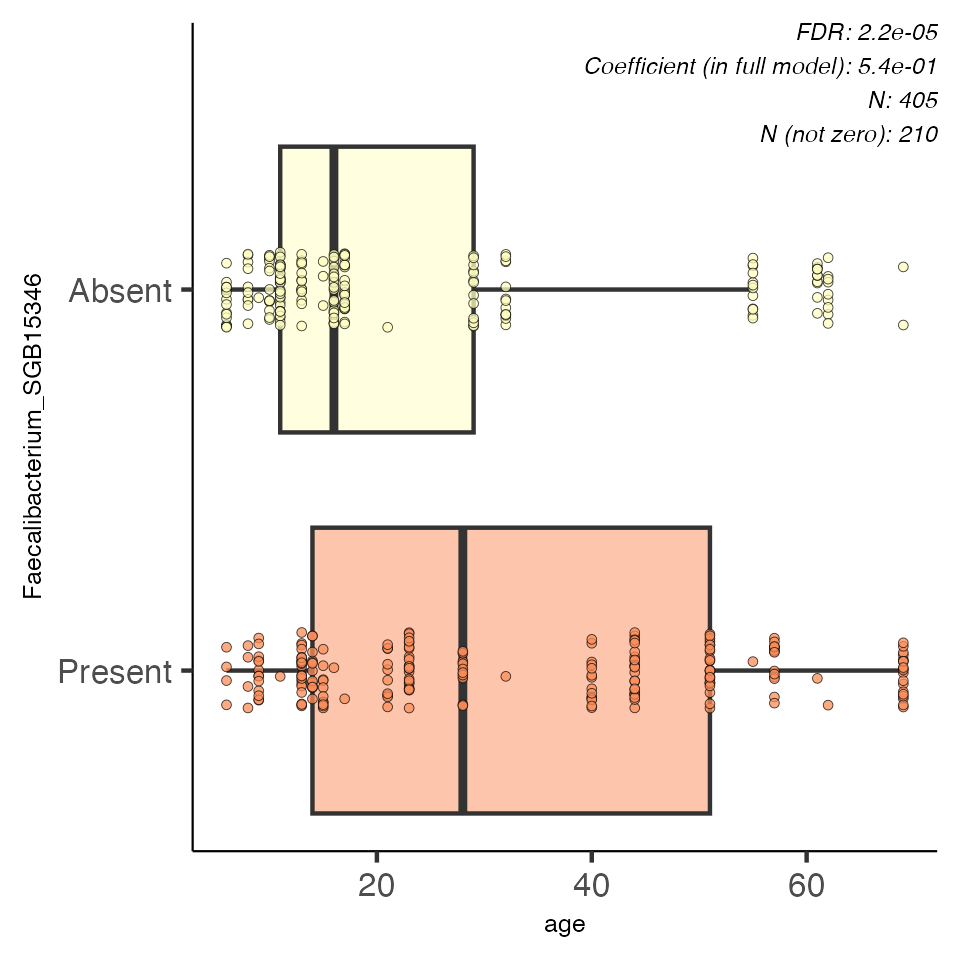 FDR: 2.2e-05
Coefficient (in full model): 5.4e-01
N: 405
N (not zero): 210
Faecalibacterium_SGB15346
Absent
Present
20 40 60
age